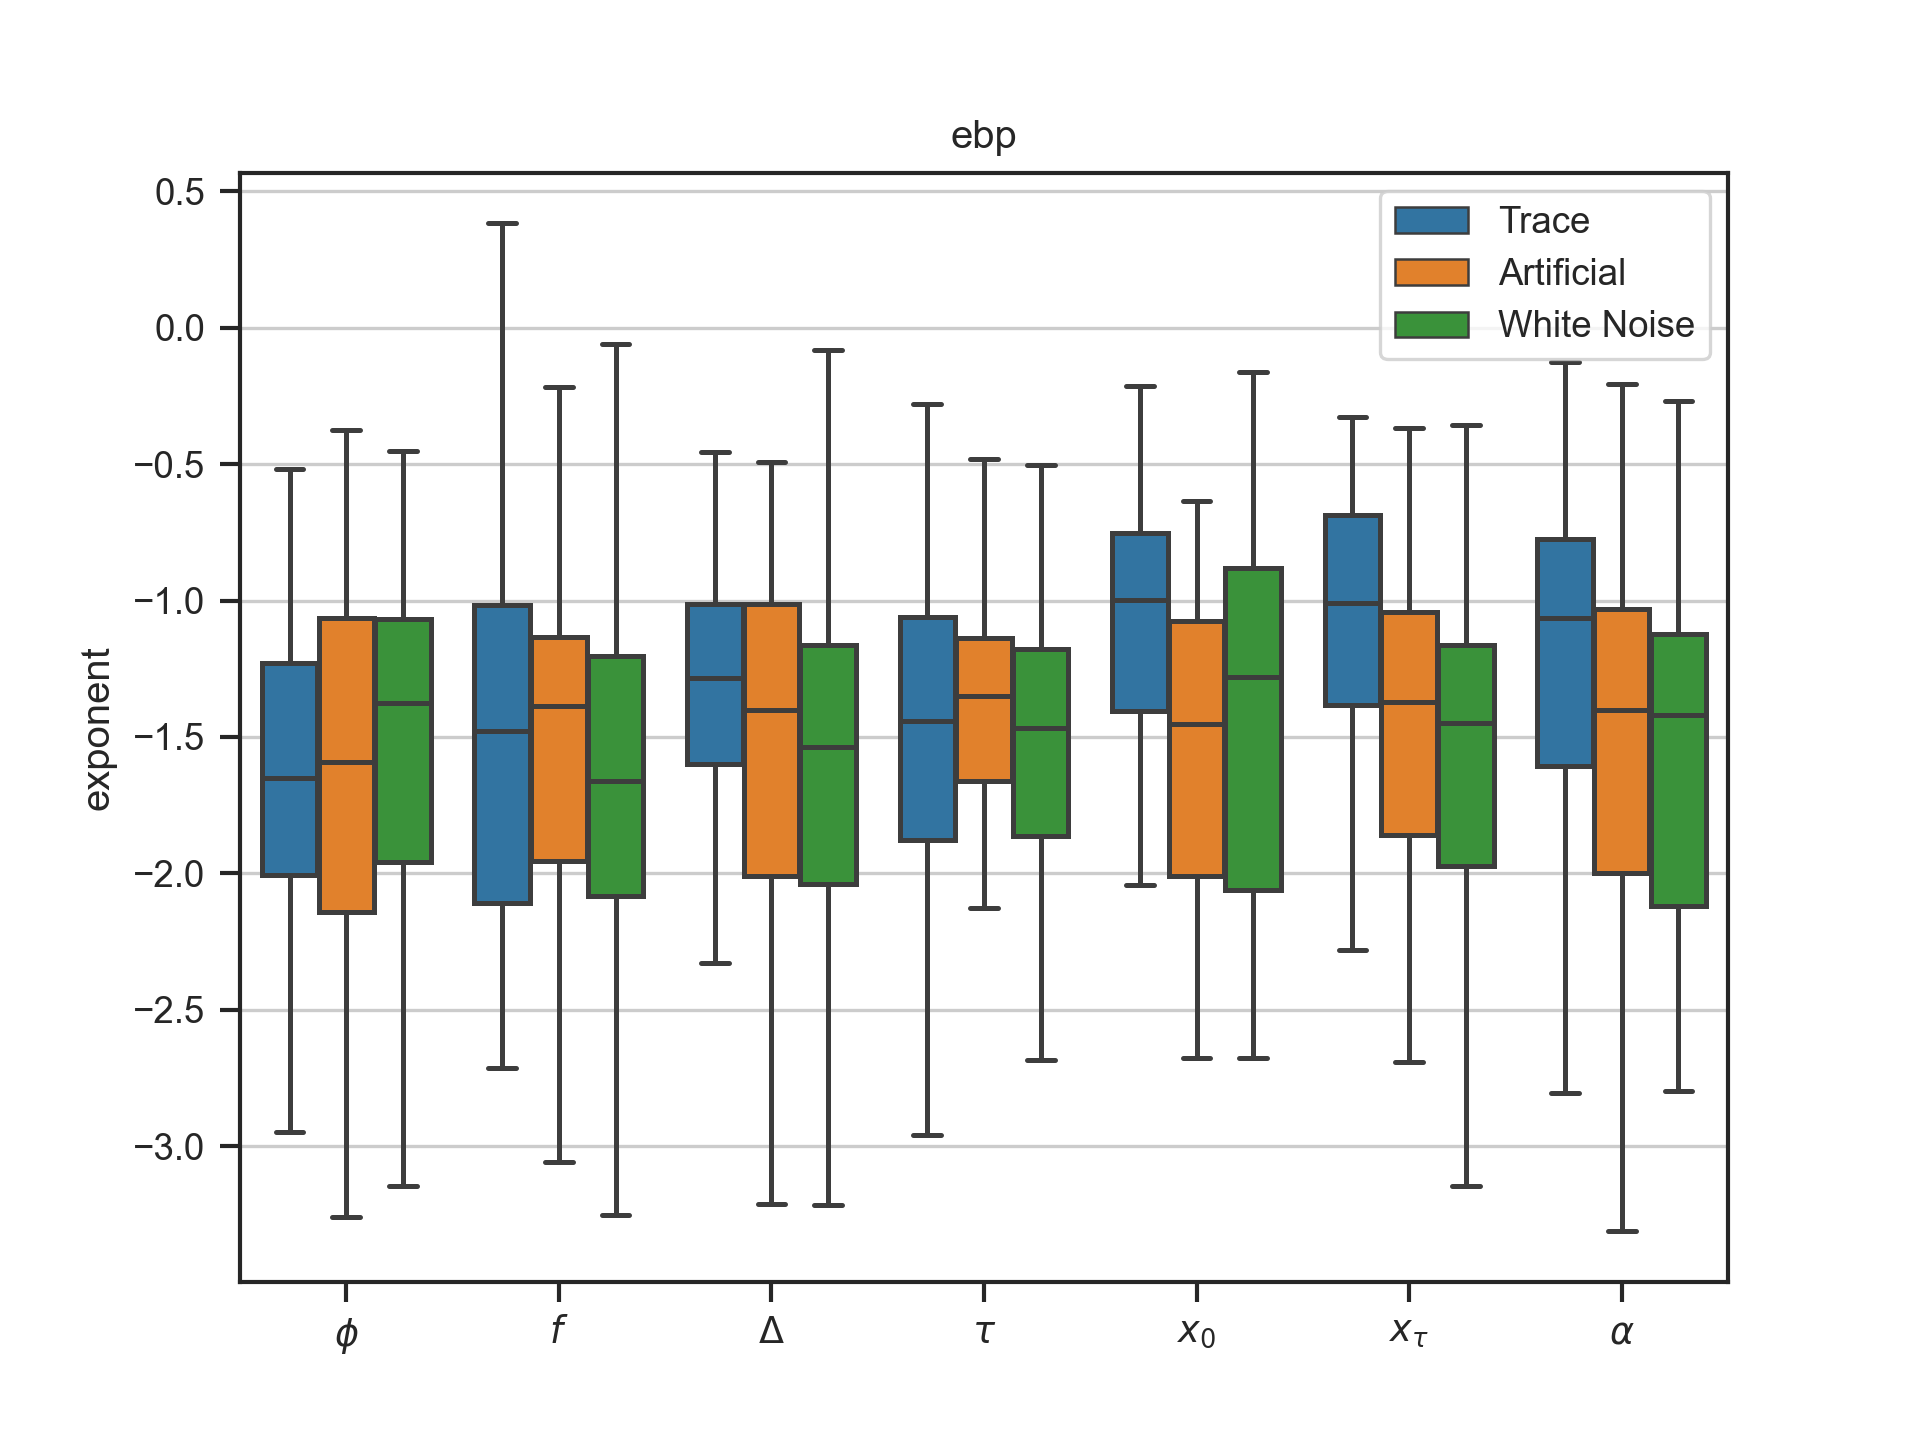 ebp
0.5
0.0
−0.5
−1.0
−1.5
−2.0
−2.5
−3.0
exponent
Trace
Artificial
White Noise
ϕ f Δ τ x₀ x_τ α